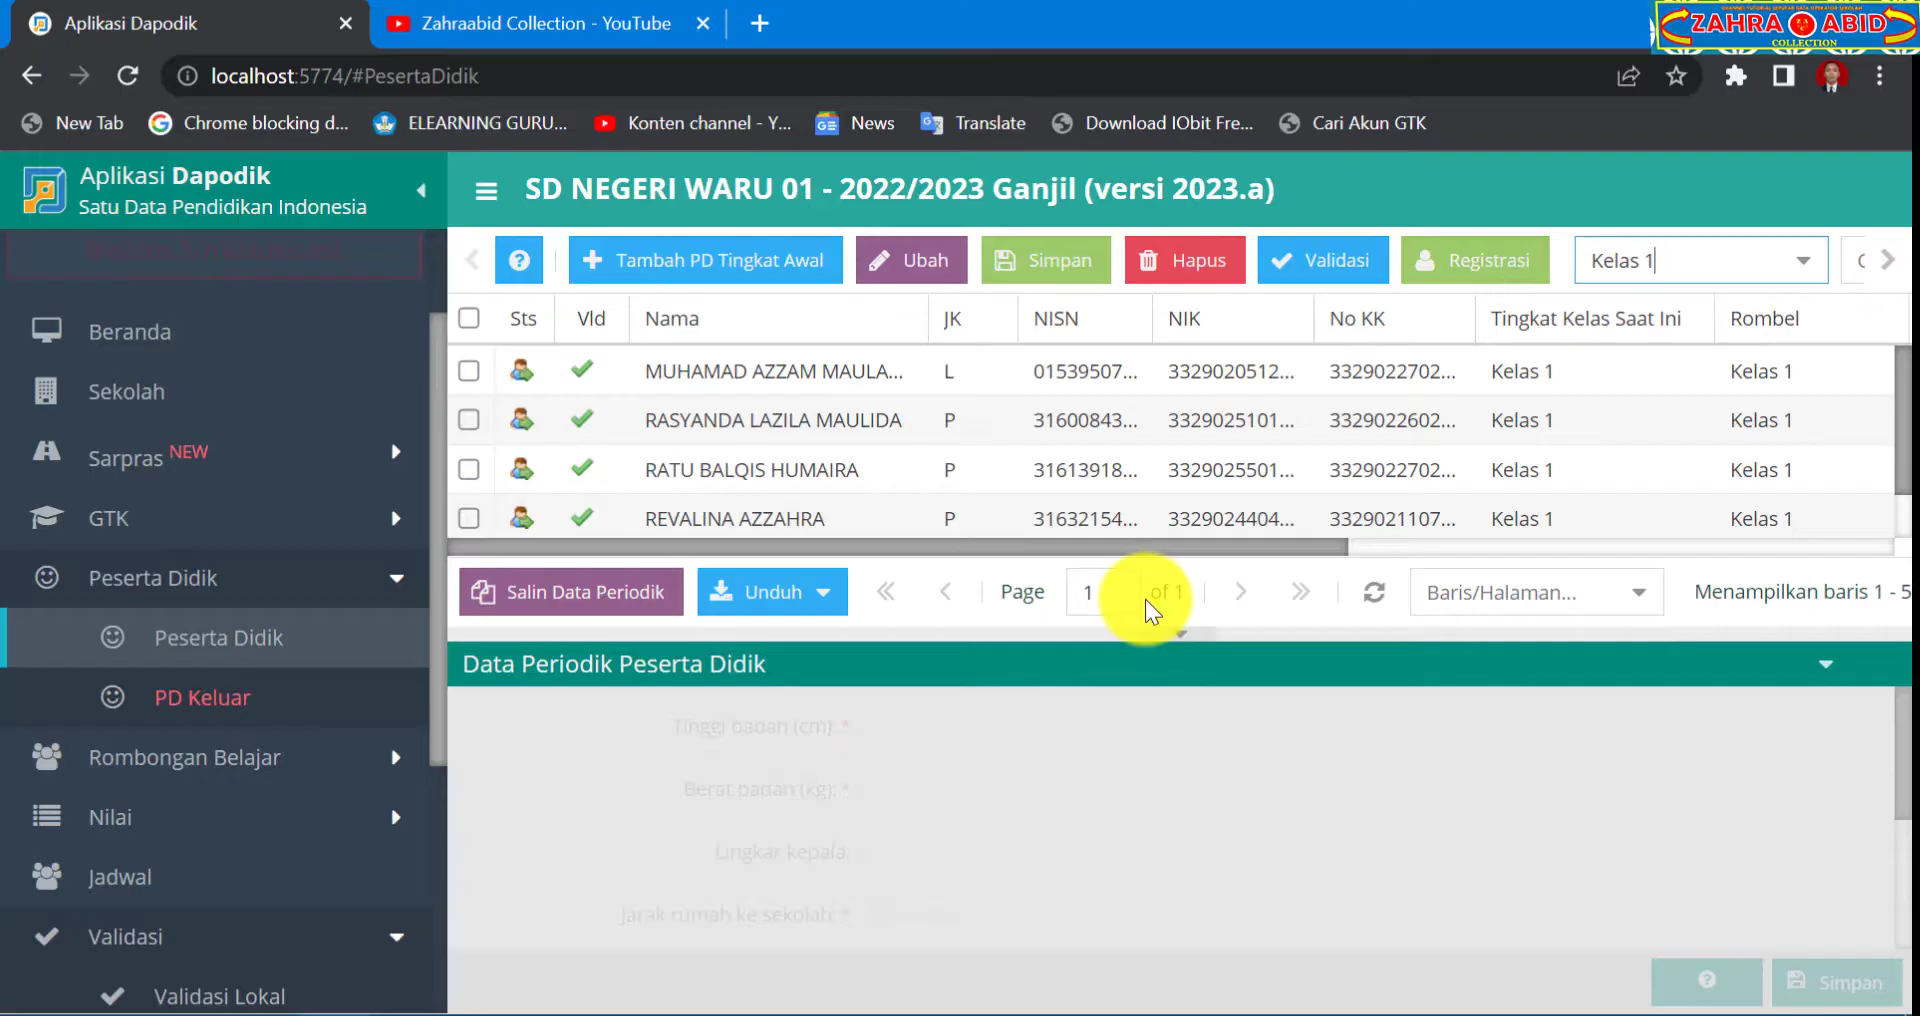 Aplikasi Dapodik
Zahraabid Collection - YouTube
ZAHRA ABID
COLLECTION
localhost:5774/#PesertaDidik
New Tab
Chrome blocking d...
ELEARNING GURU...
Konten channel - Y...
News
Translate
Download IObit Fre...
Cari Akun GTK
Aplikasi Dapodik
Satu Data Pendidikan Indonesia
SD NEGERI WARU 01 - 2022/2023 Ganjil (versi 2023.a)
Tambah PD Tingkat Awal
Ubah
Simpan
Hapus
Validasi
Registrasi
Kelas 1
Sts Vld Nama JK NISN NIK No KK Tingkat Kelas Saat Ini Rombel
MUHAMAD AZZAM MAULA... L 01539507... 3329020512... 3329022702... Kelas 1 Kelas 1
RASYANDA LAZILA MAULIDA P 31600843... 3329025101... 3329022602... Kelas 1 Kelas 1
RATU BALQIS HUMAIRA P 31613918... 3329025501... 3329022702... Kelas 1 Kelas 1
REVALINA AZZAHRA P 31632154... 3329024404... 3329021107... Kelas 1 Kelas 1
Salin Data Periodik
Unduh
Page 1 of 1
Baris/Halaman...
Menampilkan baris 1 - 5
Data Periodik Peserta Didik
Tinggi badan (cm): *
Berat badan (kg): *
Lingkar kepala:
Jarak rumah ke sekolah: *
Simpan
Beranda
Sekolah
Sarpras NEW
GTK
Peserta Didik
Peserta Didik
PD Keluar
Rombongan Belajar
Nilai
Jadwal
Validasi
Validasi Lokal